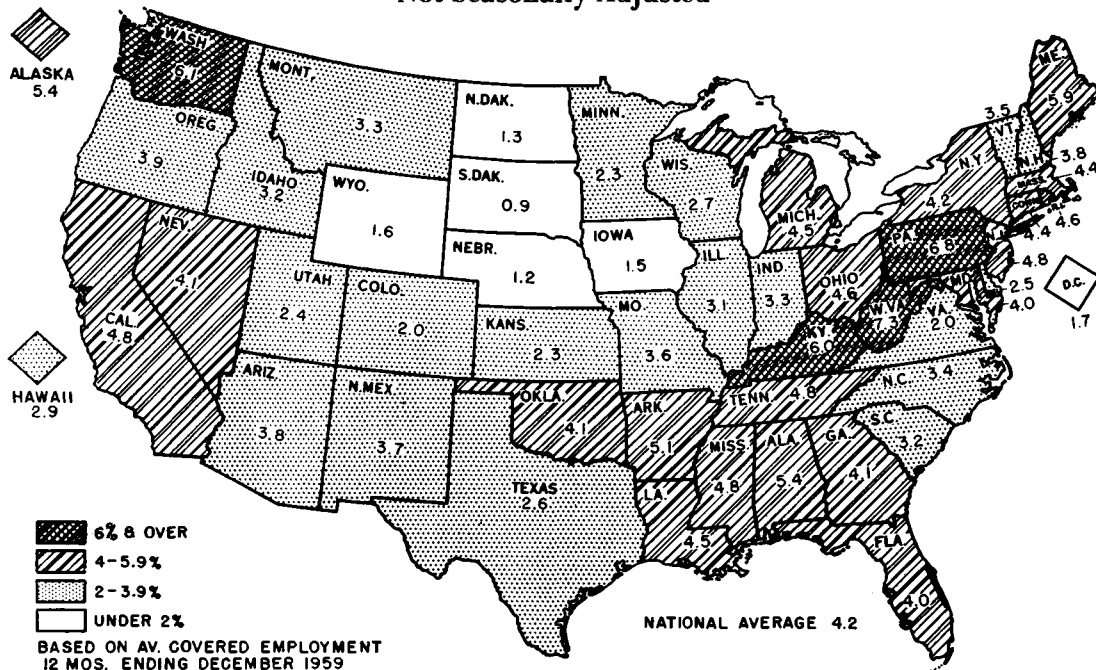 Not Seasonally Adjusted
ALASKA
5.4
WASH.
6.1
OREG.
3.9
MONT.
3.3
IDAHO
3.2
WYO.
1.6
N.DAK.
1.3
S.DAK.
0.9
NEBR.
1.2
MINN.
2.3
WIS.
2.7
IOWA
1.5
MICH.
4.5
ILL.
3.1
IND.
3.3
OHIO
4.6
N.Y.
4.2
PA.
6.8
3.5
VT.
N.H.
3.8
ME.
5.9
MASS.
4.4
CONN.
R.I.
4.6
4.4
N.J.
4.8
2.5
MD.
4.0
D.C.
1.7
W.VA.
7.3
VA.
2.0
KY.
6.0
NEV.
4.1
CAL.
4.8
UTAH
2.4
COLO.
2.0
KANS.
2.3
MO.
3.6
HAWAII
2.9
ARIZ.
3.8
N.MEX.
3.7
OKLA.
4.1
ARK.
5.1
TENN. 4.8
N.C. 3.4
S.C.
3.2
MISS.
4.8
ALA.
5.4
GA.
4.1
TEXAS
2.6
LA.
4.5
FLA.
4.0
6% & OVER
4-5.9%
2-3.9%
UNDER 2%
NATIONAL AVERAGE 4.2
BASED ON AV. COVERED EMPLOYMENT
12 MOS. ENDING DECEMBER 1959